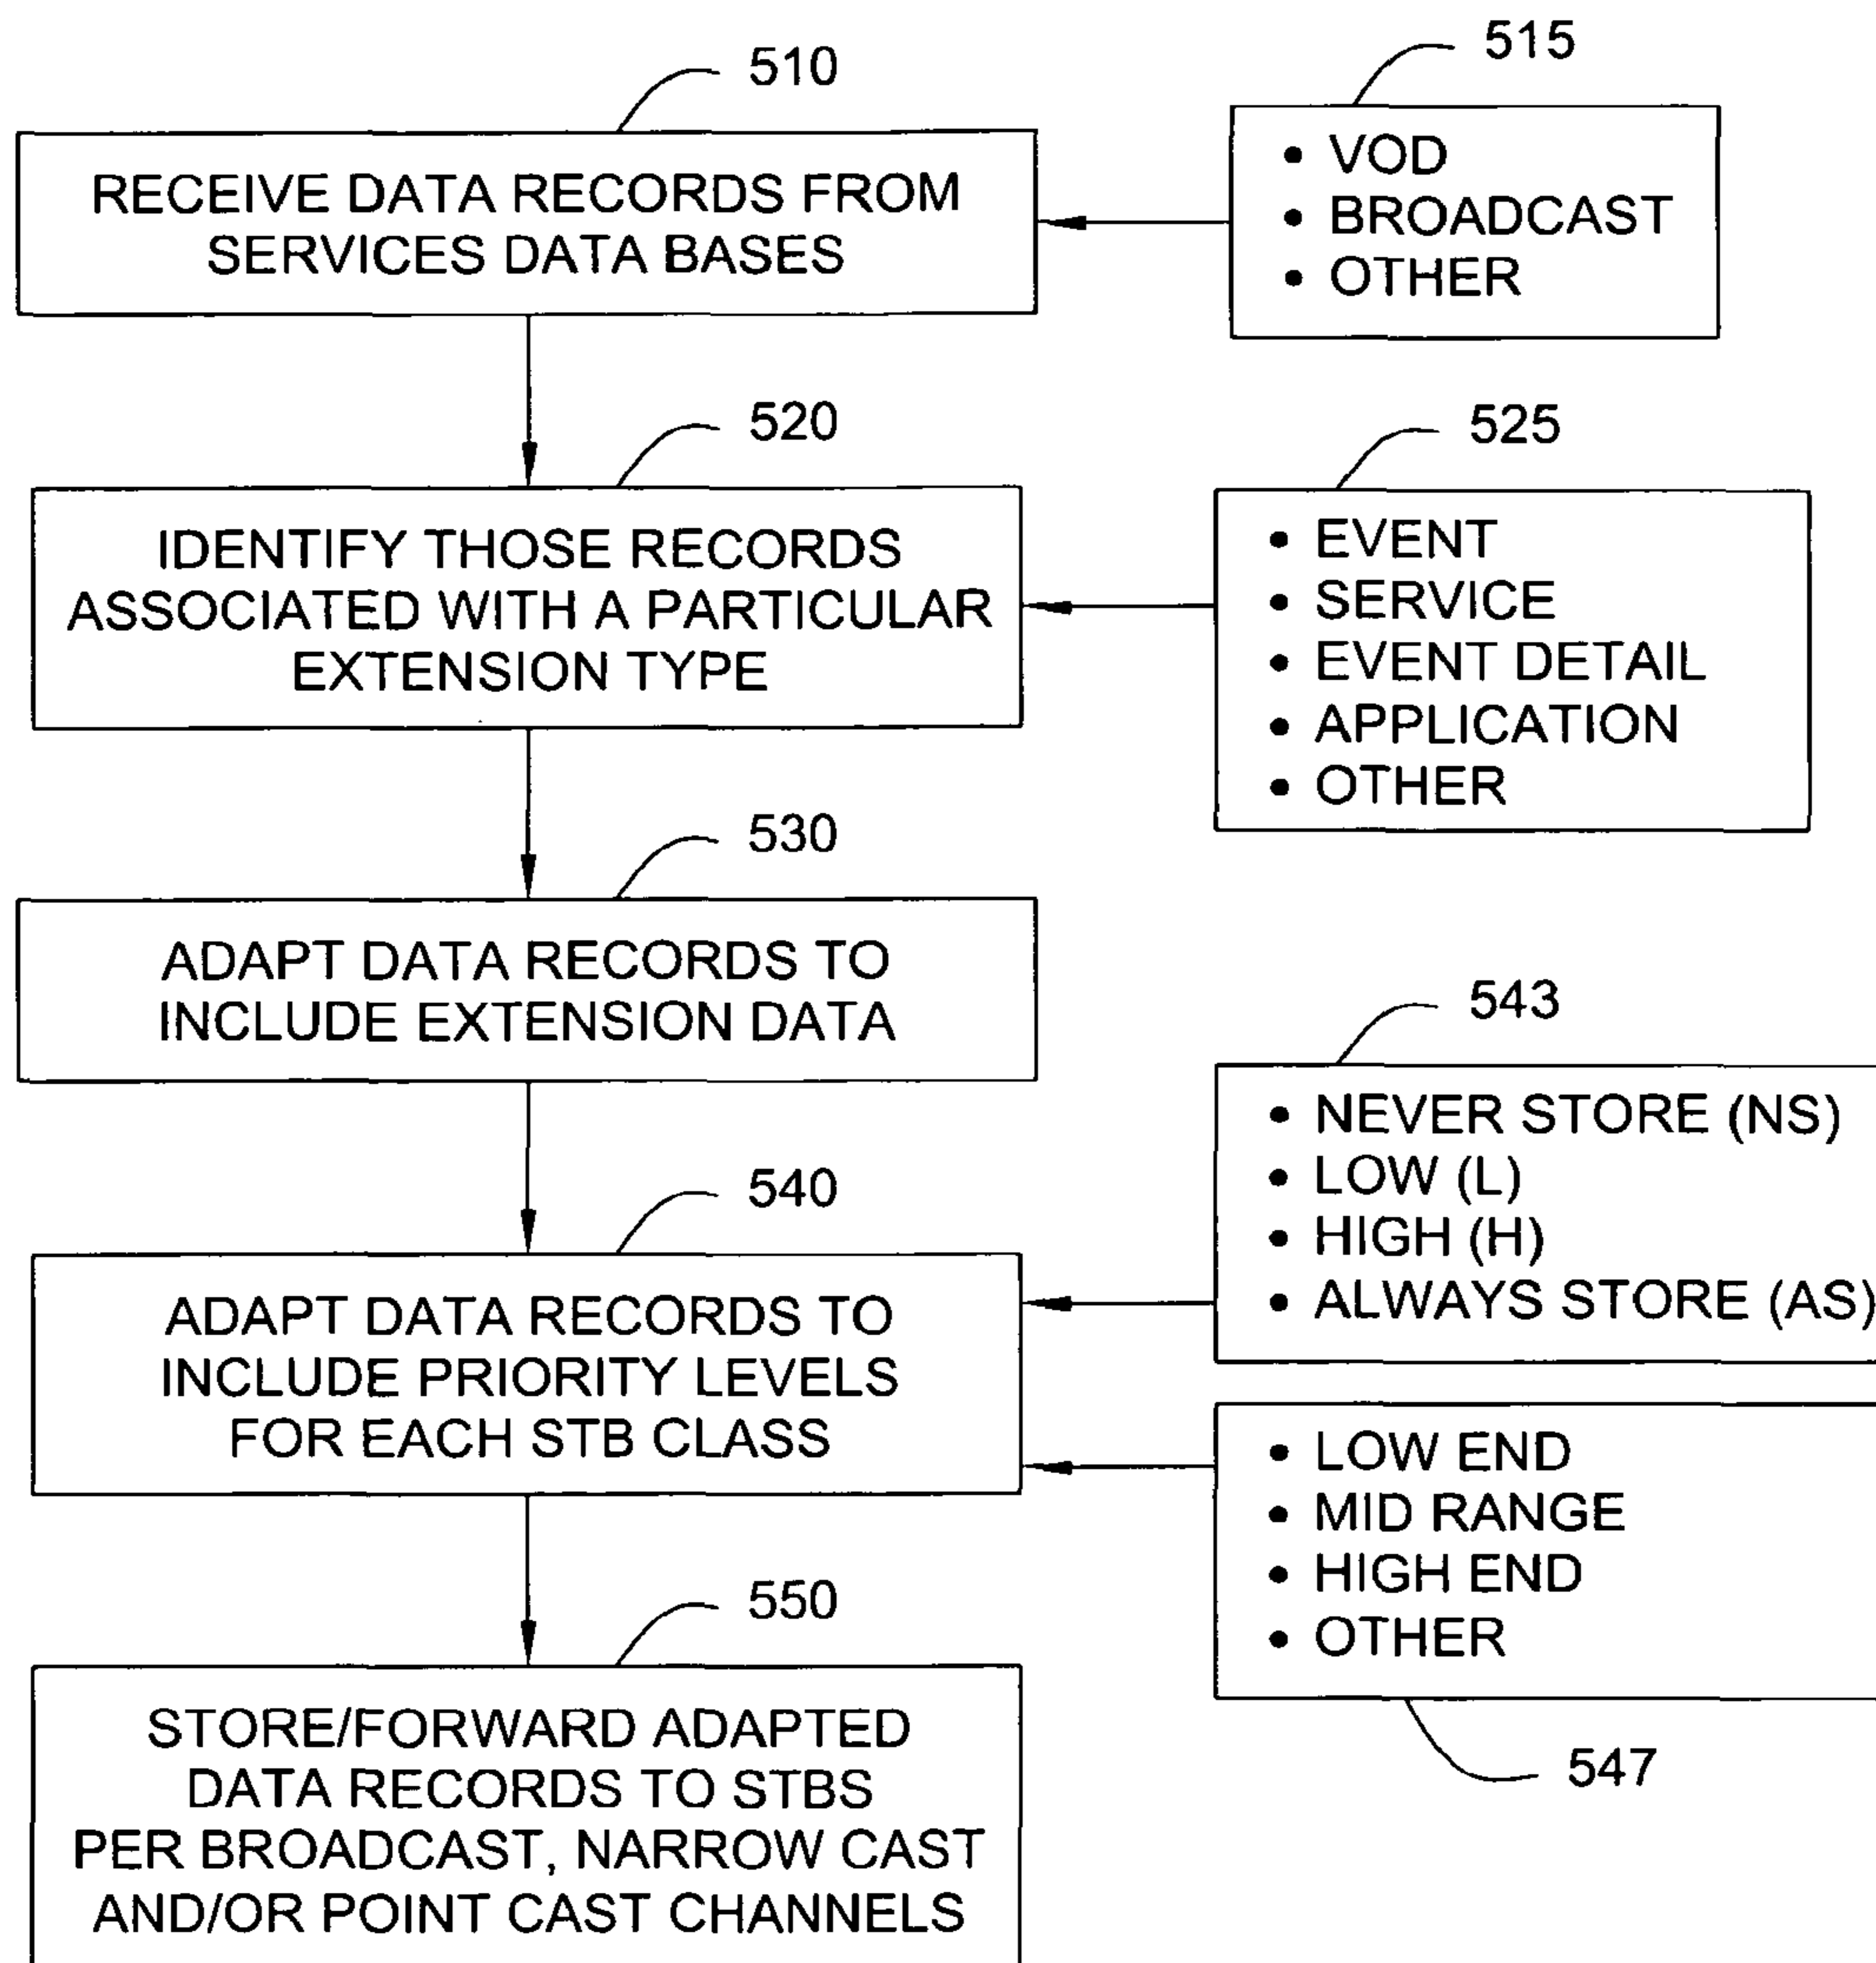 510
RECEIVE DATA RECORDS FROM
SERVICES DATA BASES
515
• VOD
• BROADCAST
• OTHER
520
IDENTIFY THOSE RECORDS
ASSOCIATED WITH A PARTICULAR
EXTENSION TYPE
525
• EVENT
• SERVICE
• EVENT DETAIL
• APPLICATION
• OTHER
530
ADAPT DATA RECORDS TO
INCLUDE EXTENSION DATA
540
ADAPT DATA RECORDS TO
INCLUDE PRIORITY LEVELS
FOR EACH STB CLASS
543
• NEVER STORE (NS)
• LOW (L)
• HIGH (H)
• ALWAYS STORE (AS)
• LOW END
• MID RANGE
• HIGH END
• OTHER
547
550
STORE/FORWARD ADAPTED
DATA RECORDS TO STBS
PER BROADCAST, NARROW CAST
AND/OR POINT CAST CHANNELS